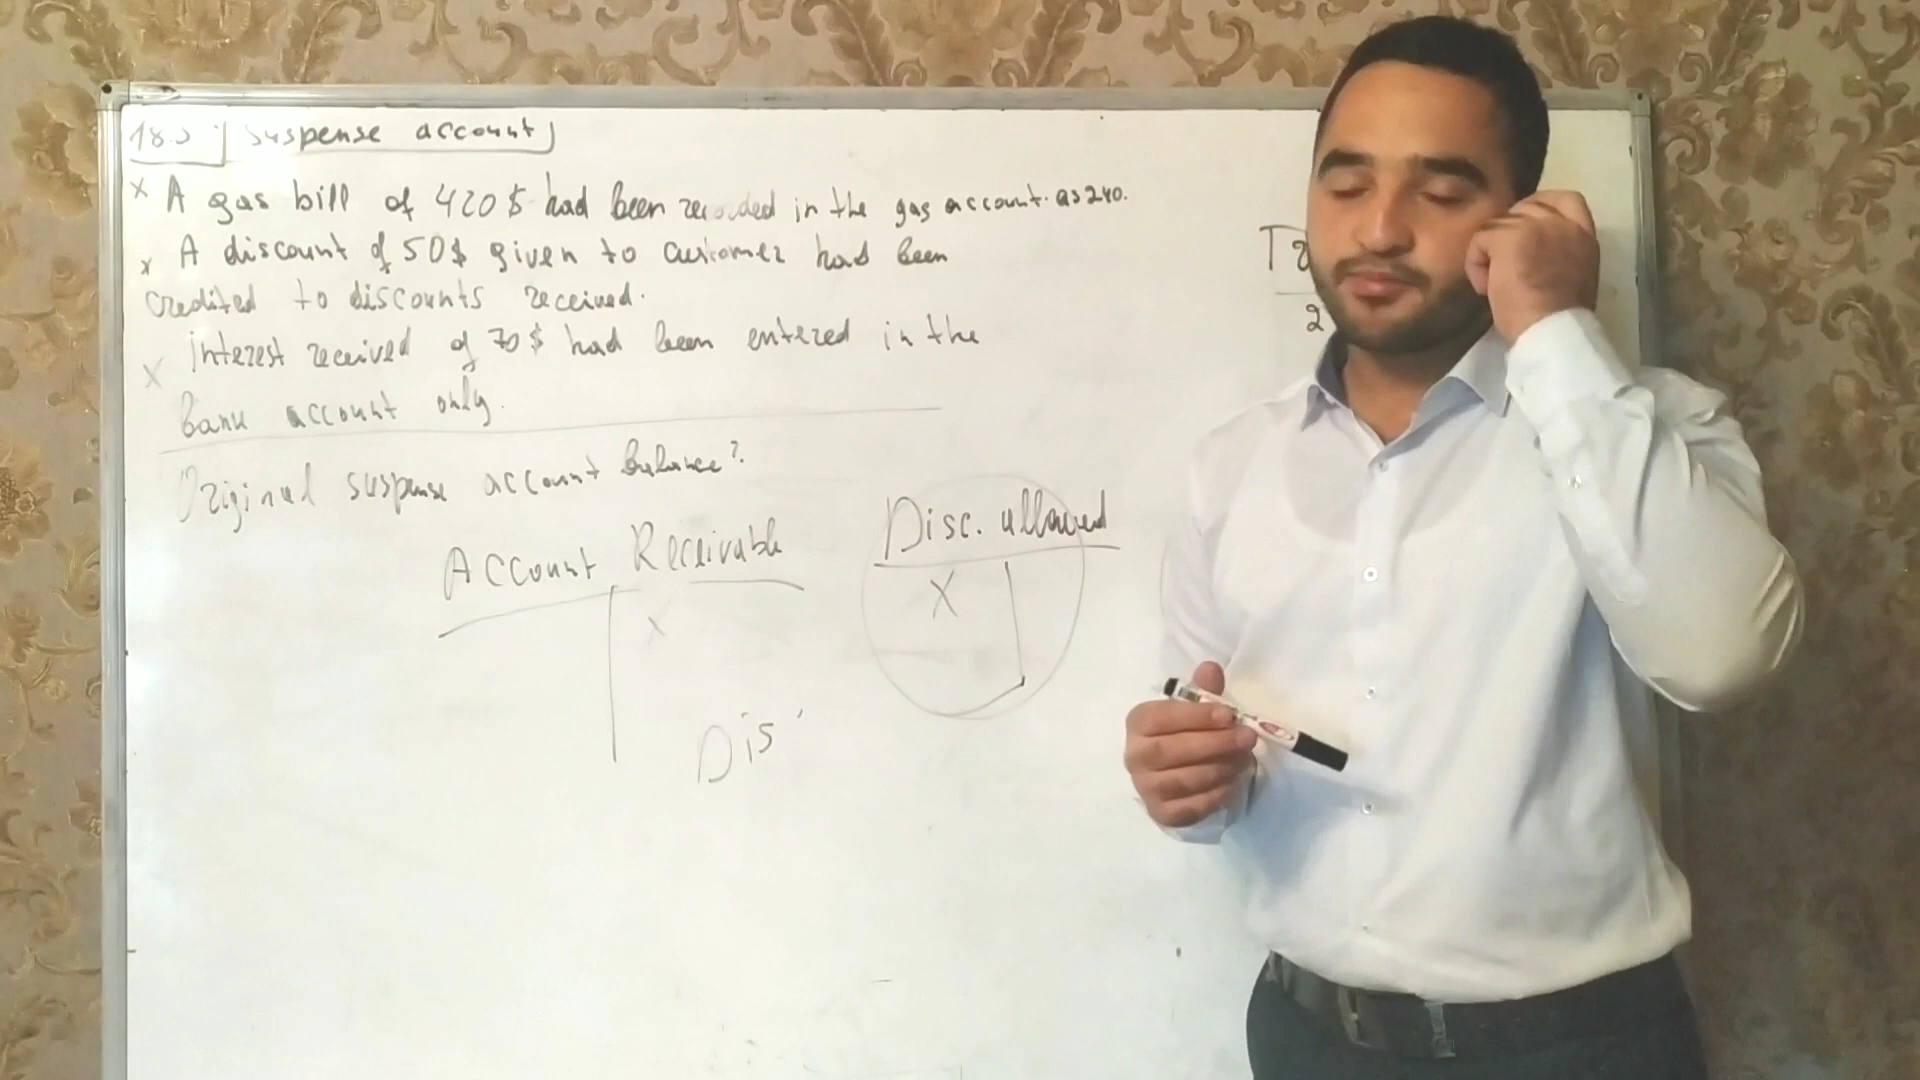 18.5 suspense account
x A gas bill of 420$ had been recorded in the gas account. as 240.
x A discount of 50$ given to customer had been
credited to discounts received.
x interest received of 70$ had been entered in the
bank account only.
Original suspense account balance?
Account Receivable
x
Disc. allowed
X
Dis
2